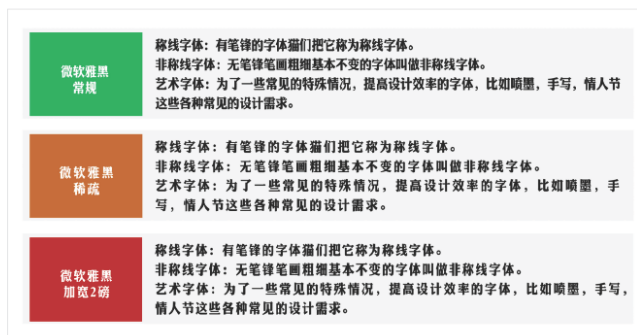 微软雅黑
常规
称线字体：有笔锋的字体猫们把它称为称线字体。
非称线字体：无笔锋笔画粗细基本不变的字体叫做非称线字体。
艺术字体：为了一些常见的特殊情况，提高设计效率的字体，比如喷墨，手写，情人节
这些各种常见的设计需求。
微软雅黑
稀疏
称线字体：有笔锋的字体猫们把它称为称线字体。
非称线字体：无笔锋笔画粗细基本不变的字体叫做非称线字体。
艺术字体：为了一些常见的特殊情况，提高设计效率的字体，比如喷墨，手
写，情人节这些各种常见的设计需求。
微软雅黑
加宽2磅
称线字体：有笔锋的字体猫们把它称为称线字体。
非称线字体：无笔锋笔画粗细基本不变的字体叫做非称线字体。
艺术字体：为了一些常见的特殊情况，提高设计效率的字体，比如喷墨，手写，
情人节这些各种常见的设计需求。